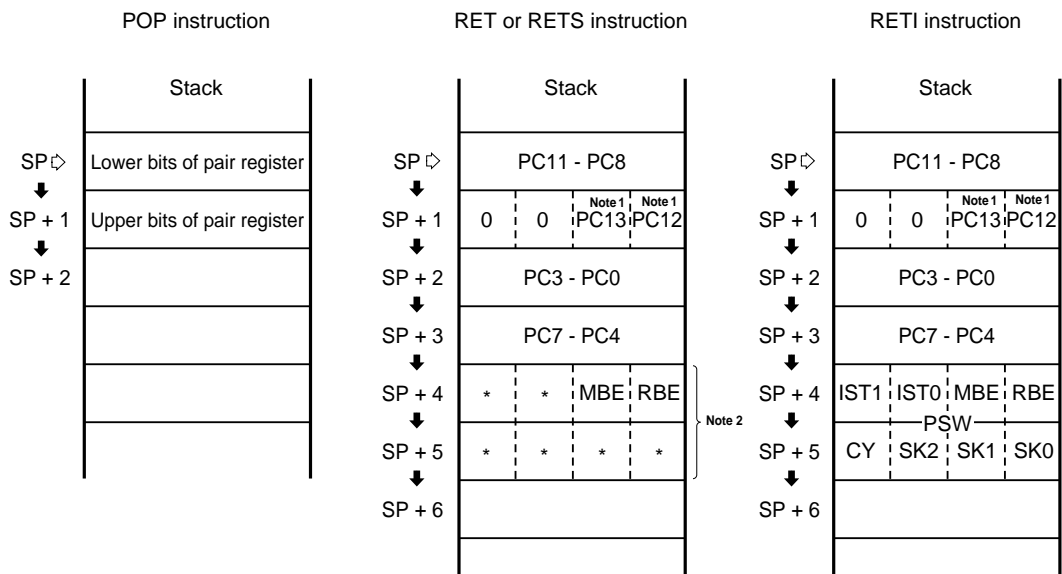 POP instruction
RET or RETS instruction
RETI instruction
Stack
SP Lower bits of pair register
SP + 1 Upper bits of pair register
SP + 2
Stack
SP PC11 - PC8
Note 1 Note 1
SP + 1 0 0 PC13 PC12
SP + 2 PC3 - PC0
SP + 3 PC7 - PC4
SP + 4 * * MBE RBE
Note 2
SP + 5 * * * *
SP + 6
Stack
SP PC11 - PC8
Note 1 Note 1
SP + 1 0 0 PC13 PC12
SP + 2 PC3 - PC0
SP + 3 PC7 - PC4
SP + 4 IST1 IST0 MBE RBE
PSW
SP + 5 CY SK2 SK1 SK0
SP + 6